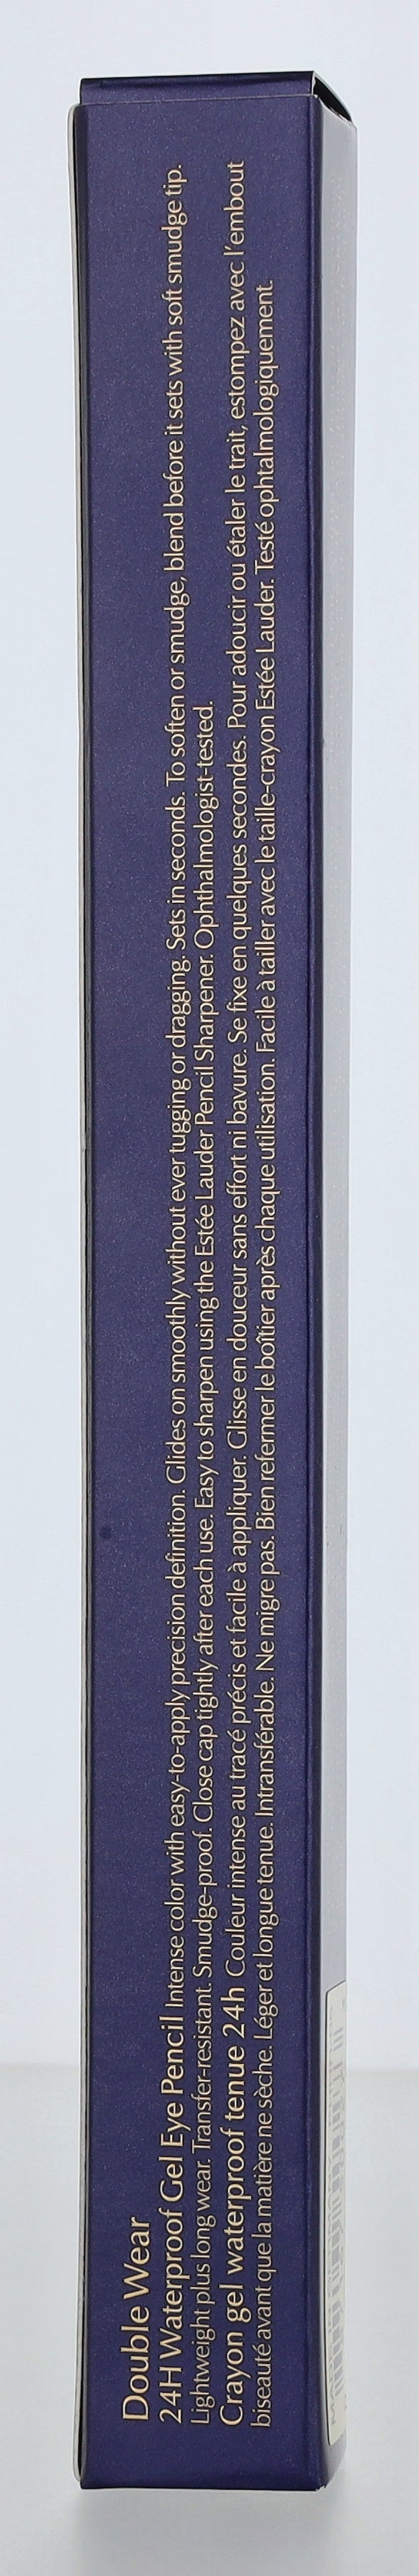 Double Wear
24H Waterproof Gel Eye Pencil Intense color with easy-to-apply precision definition. Glides on smoothly without ever tugging or dragging. Sets in seconds. To soften or smudge, blend before it sets with soft smudge tip.
Lightweight plus long wear. Transfer-resistant. Smudge-proof. Close cap tightly after each use. Easy to sharpen using the Estée Lauder Pencil Sharpener. Ophthalmologist-tested.
Crayon gel waterproof tenue 24h Couleur intense au tracé précis et facile à appliquer. Glisse en douceur sans effort ni bavure. Se fixe en quelques secondes. Pour adoucir ou étaler le trait, estompez avec l'embout
biseauté avant que la matière ne sèche. Léger et longue tenue. Intransférable. Ne migre pas. Bien refermer le boîtier après chaque utilisation. Facile à tailler avec le taille-crayon Estée Lauder. Testé ophtalmologiquement.